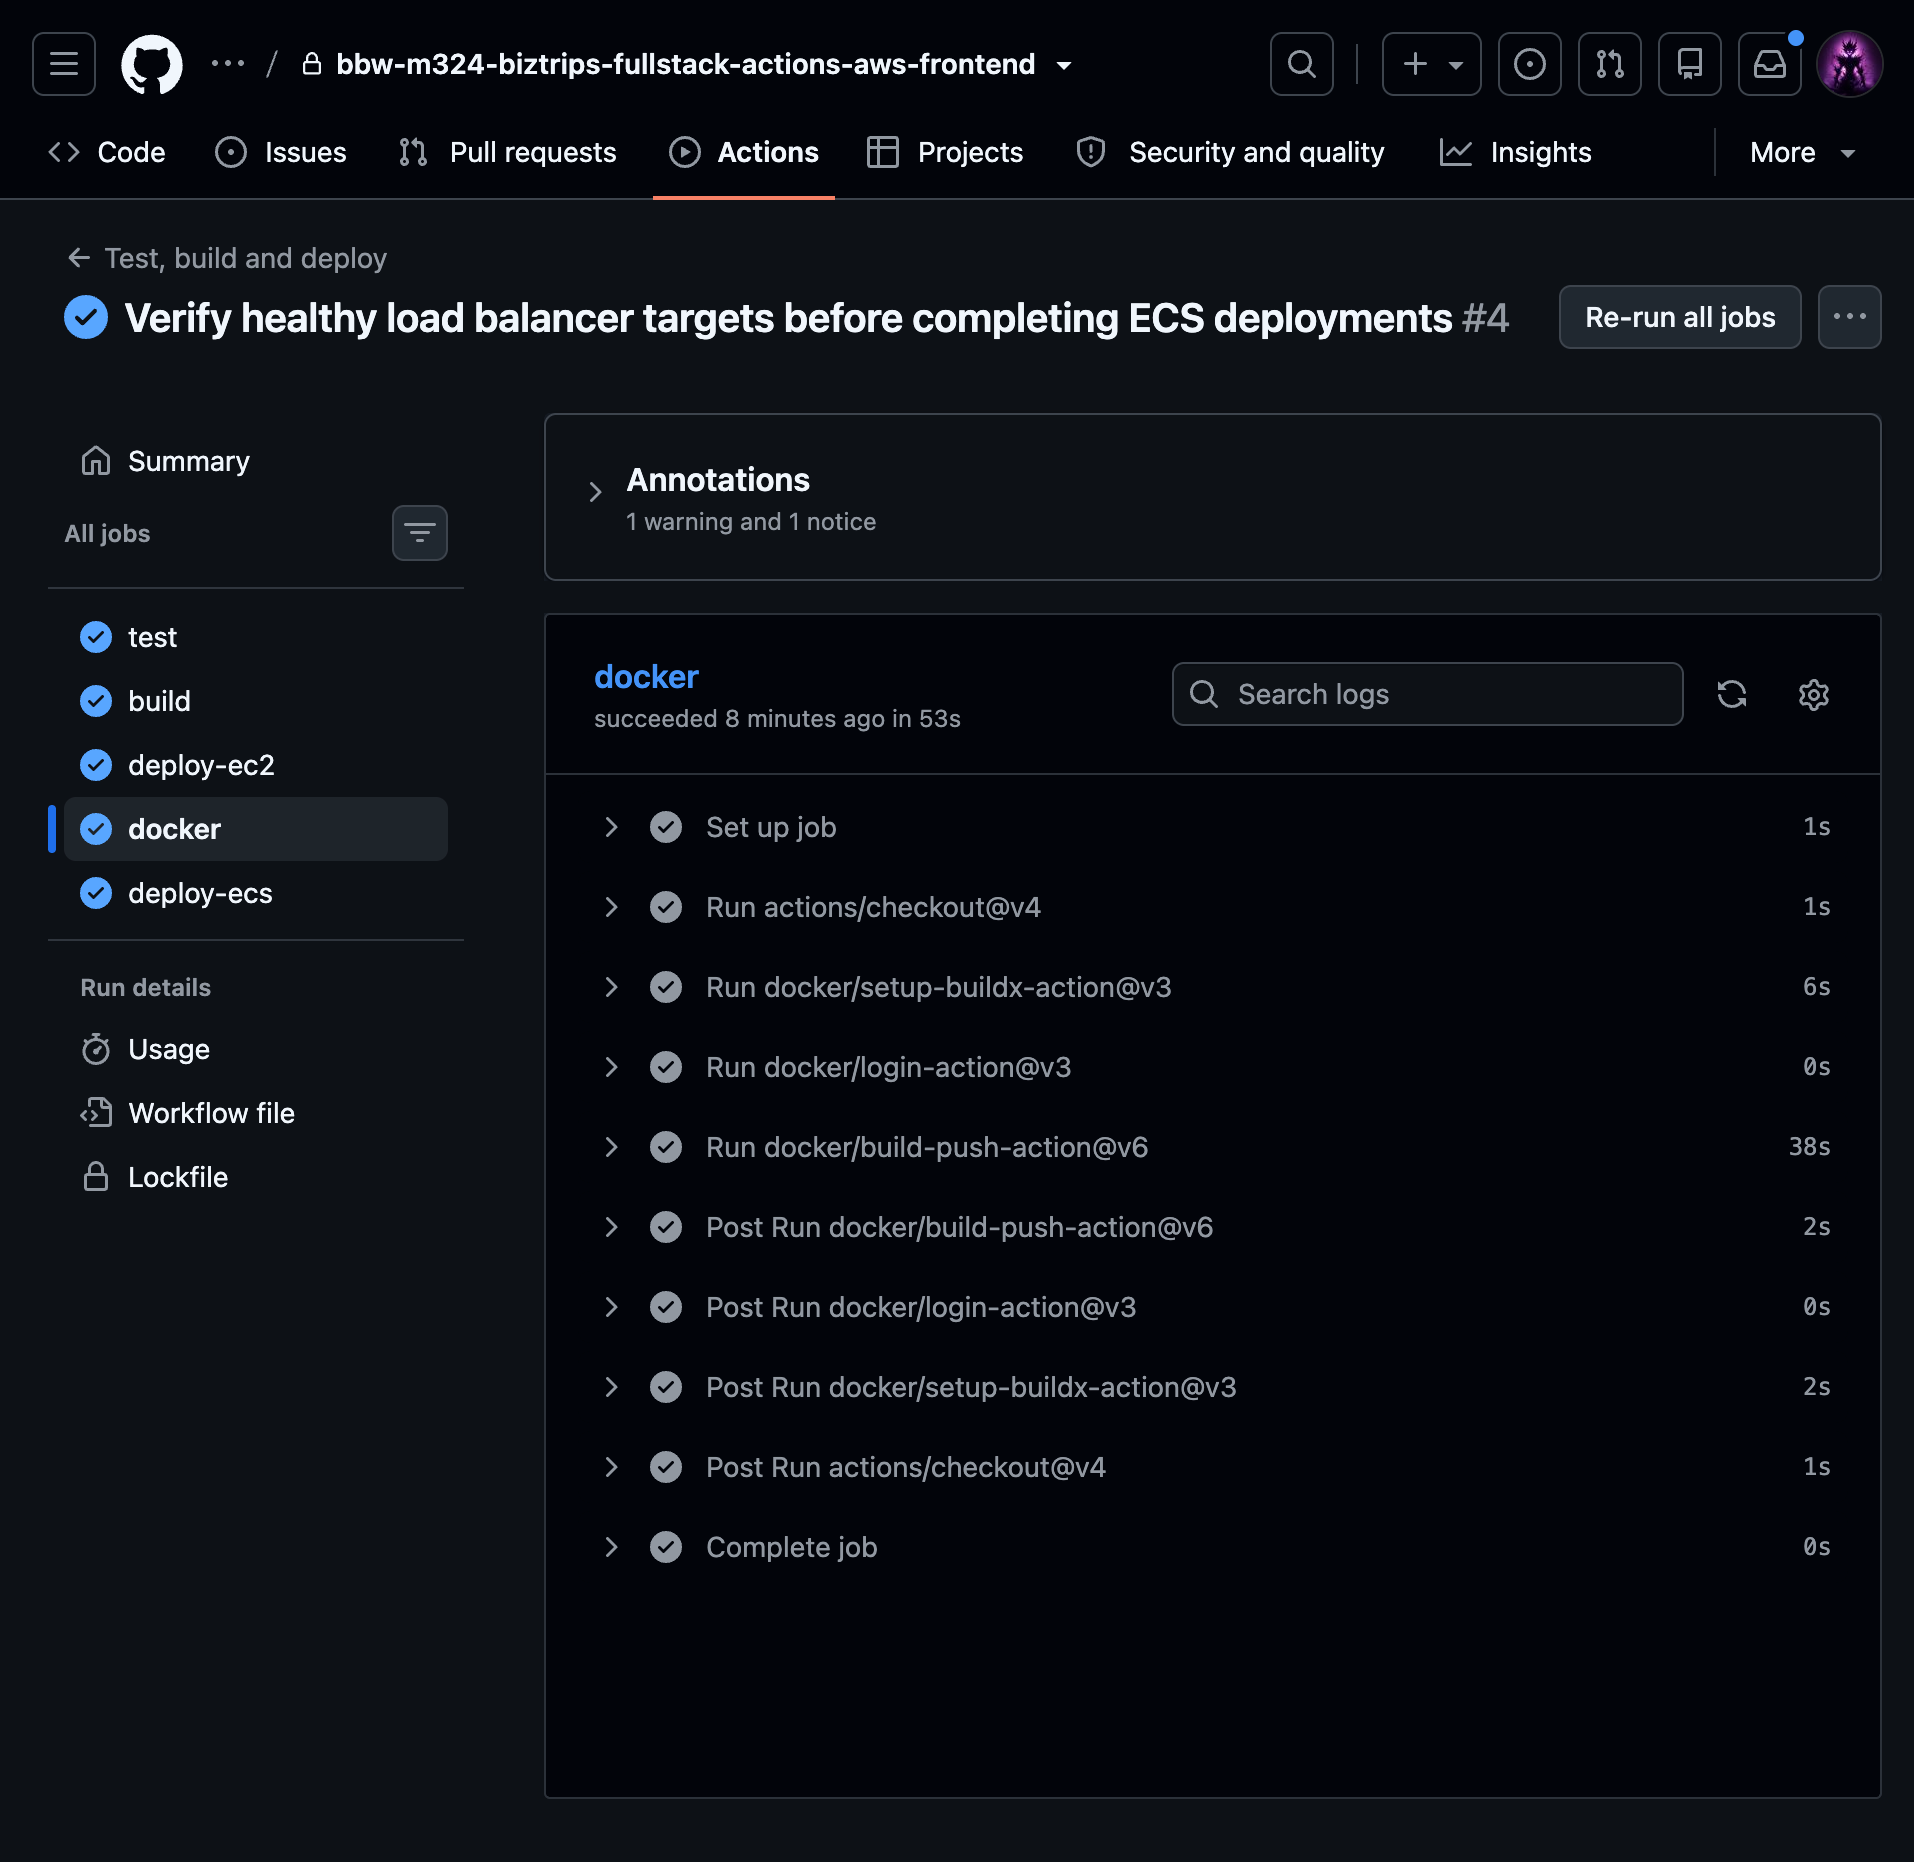 ··· / bbw-m324-biztrips-fullstack-actions-aws-frontend
Code Issues Pull requests Actions Projects Security and quality Insights More
Test, build and deploy
Verify healthy load balancer targets before completing ECS deployments #4
Re-run all jobs
Summary
All jobs
test
build
deploy-ec2
docker
deploy-ecs
Run details
Usage
Workflow file
Lockfile
Annotations
1 warning and 1 notice
docker
succeeded 8 minutes ago in 53s
Search logs
Set up job 1s
Run actions/checkout@v4 1s
Run docker/setup-buildx-action@v3 6s
Run docker/login-action@v3 0s
Run docker/build-push-action@v6 38s
Post Run docker/build-push-action@v6 2s
Post Run docker/login-action@v3 0s
Post Run docker/setup-buildx-action@v3 2s
Post Run actions/checkout@v4 1s
Complete job 0s